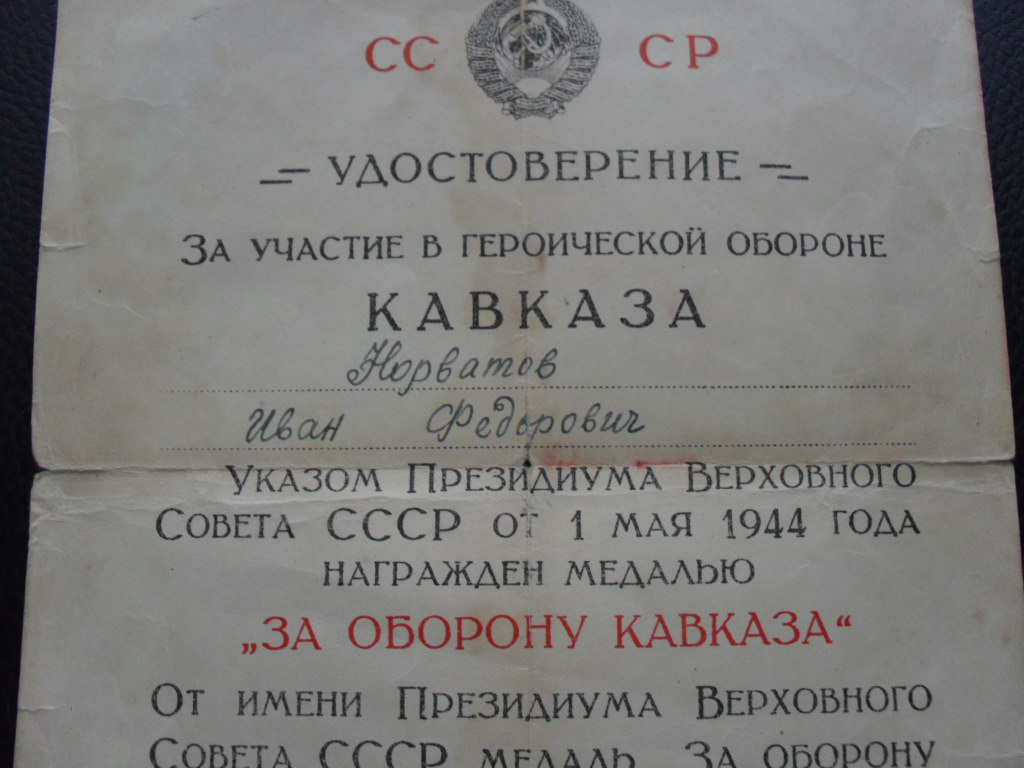 СС СР
УДОСТОВЕРЕНИЕ
ЗА УЧАСТИЕ В ГЕРОИЧЕСКОЙ ОБОРОНЕ
КАВКАЗА
Норватов
Иван Федорович
УКАЗОМ ПРЕЗИДИУМА ВЕРХОВНОГО
СОВЕТА СССР ОТ 1 МАЯ 1944 ГОДА
НАГРАЖДЕН МЕДАЛЬЮ
„ЗА ОБОРОНУ КАВКАЗА“
ОТ ИМЕНИ ПРЕЗИДИУМА ВЕРХОВНОГО
СОВЕТА СССР МЕДАЛЬ ЗА ОБОРОНУ